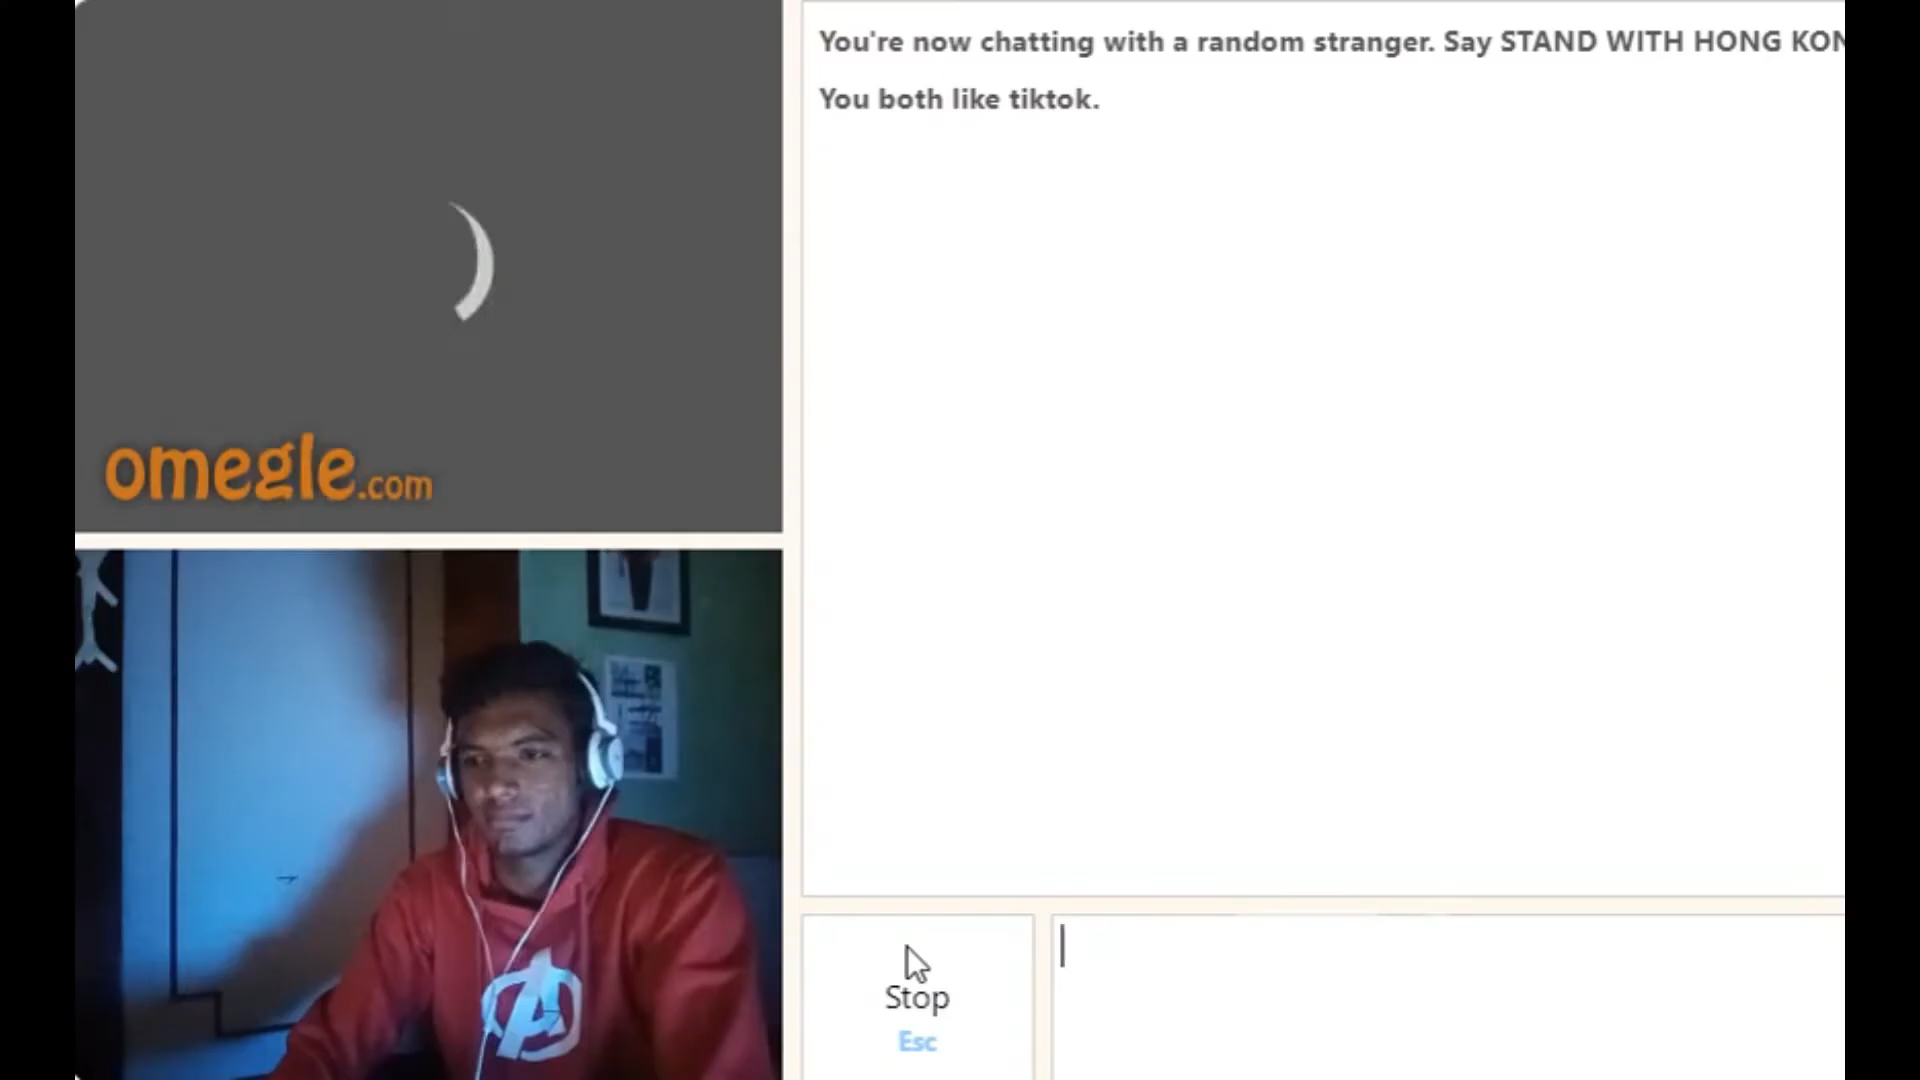 You're now chatting with a random stranger. Say STAND WITH HONG KON
You both like tiktok.
omegle.com
Stop
Esc